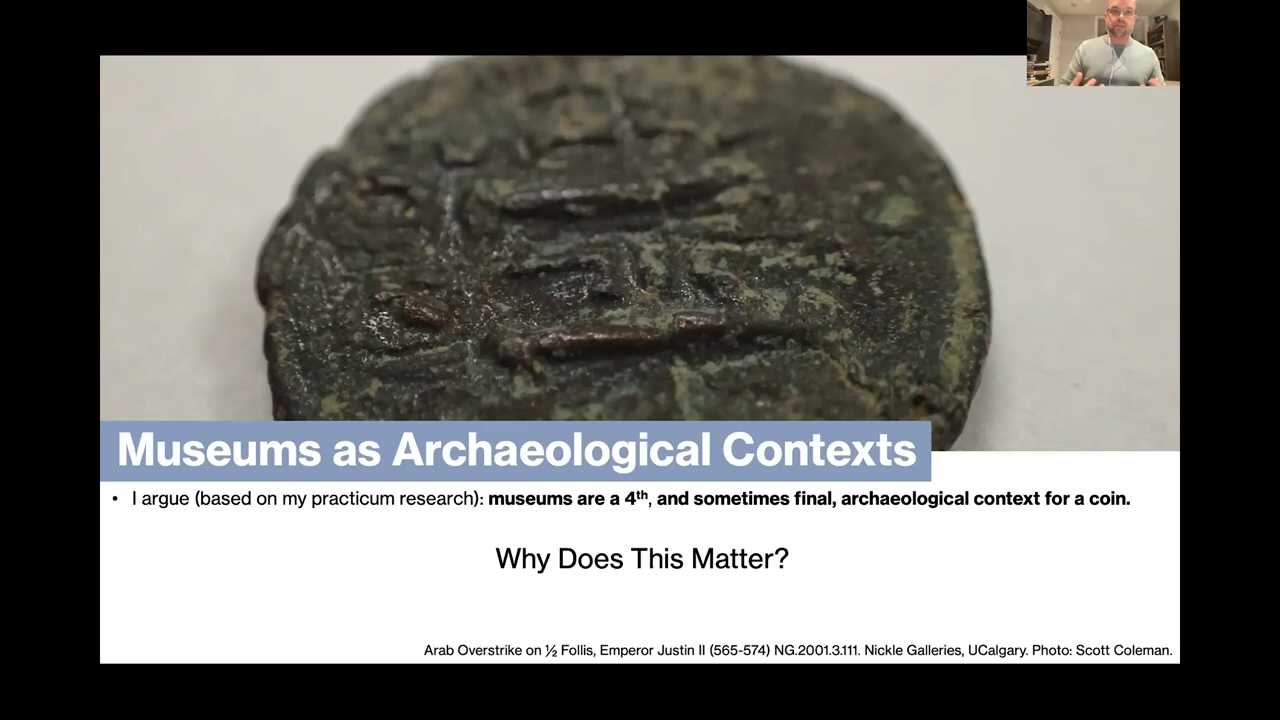 Museums as Archaeological Contexts
• I argue (based on my practicum research): museums are a 4th, and sometimes final, archaeological context for a coin.
Why Does This Matter?
Arab Overstrike on ½ Follis, Emperor Justin II (565-574) NG.2001.3.111. Nickle Galleries, UCalgary. Photo: Scott Coleman.